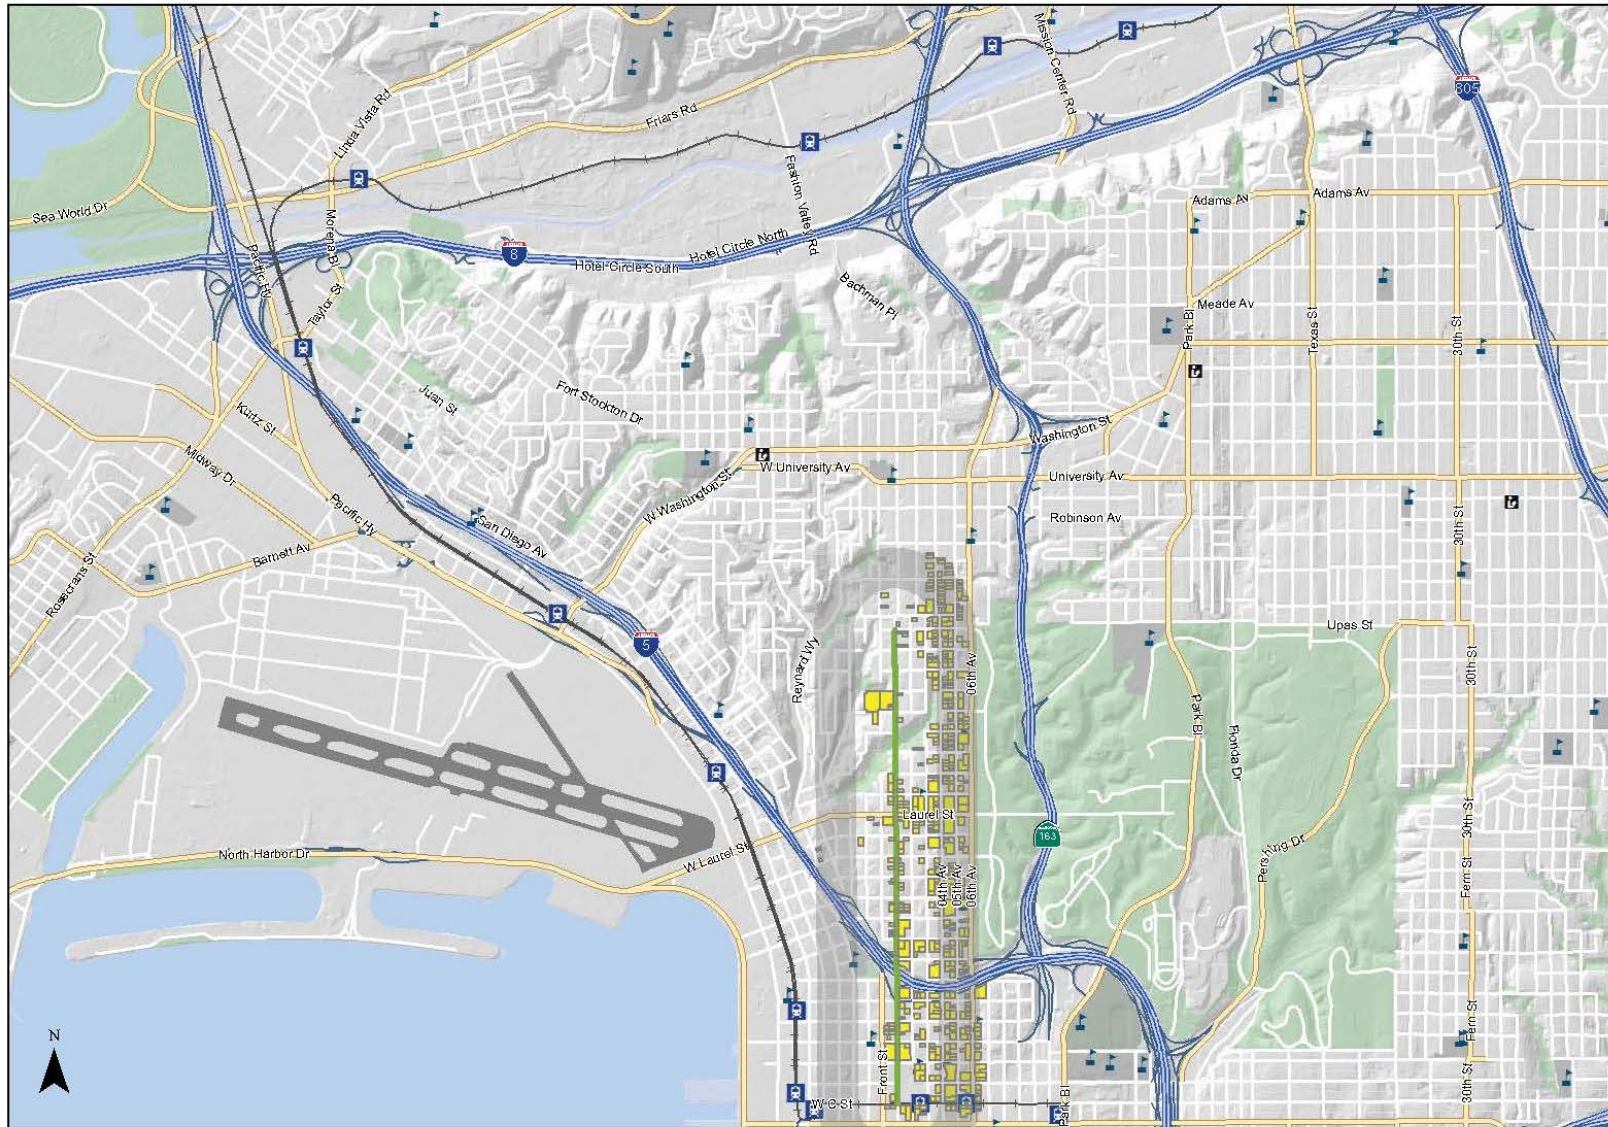 Mission Center Rd
805
Linda Vista Rd
Friars Rd
Fashion Valley Rd
Adams Av
Adams Av
Sea World Dr
Morena Bl
Pacific Hy
8
Hotel Circle North
Hotel Circle South
Bachman Pl
Taylor St
Meade Av
Park Bl
Texas St
30th St
Juan St
Fort Stockton Dr
Kurtz St
Washington St
Midway Dr
W University Av
University Av
W Washington St
Pacific Hy
San Diego Av
Robinson Av
30th St
Barnett Av
Rosecrans St
Upas St
5
Reynard Wy
06th Av
30th St
Park Bl
Florida Dr
Laurel St
163
30th St
North Harbor Dr
W Laurel St
Pershing Dr
04th Av
05th Av
06th Av
Fern St
N
Fern St
Front St
W C St
Park Bl
30th St